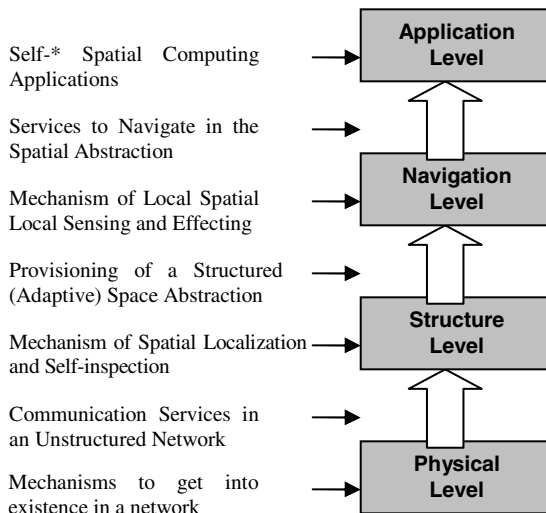 Application
Level
Self-* Spatial Computing
Applications
Services to Navigate in the
Spatial Abstraction
Navigation
Level
Mechanism of Local Spatial
Local Sensing and Effecting
Provisioning of a Structured
(Adaptive) Space Abstraction
Structure
Level
Mechanism of Spatial Localization
and Self-inspection
Communication Services in
an Unstructured Network
Physical
Level
Mechanisms to get into
existence in a network